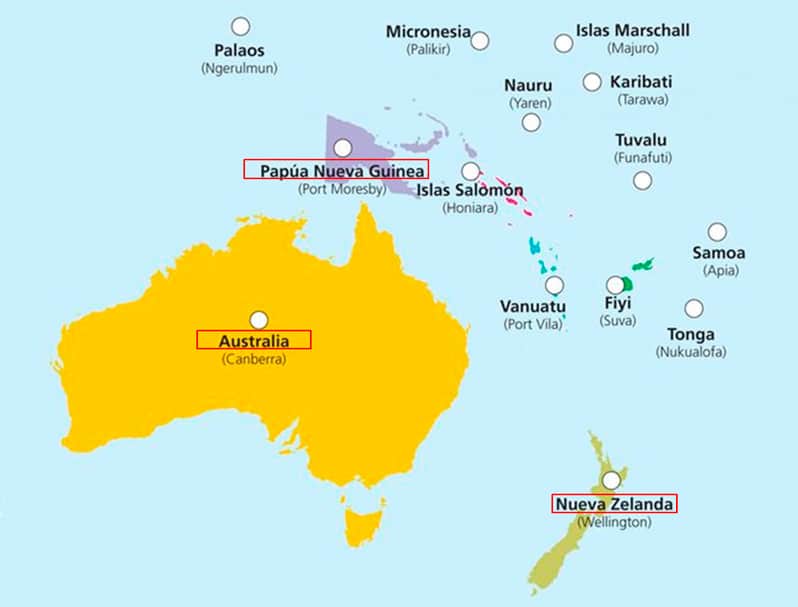 Palaos
(Ngerulmun)
Micronesia
(Palikir)
Islas Marschall
(Majuro)
Nauru
(Yaren)
Karibati
(Tarawa)
Tuvalu
(Funafuti)
Papúa Nueva Guinea
(Port Moresby)
Islas Salomón
(Honiara)
Samoa
(Apia)
Vanuatu
(Port Vila)
Fiyi
(Suva)
Tonga
(Nukualofa)
Australia
(Canberra)
Nueva Zelanda
(Wellington)